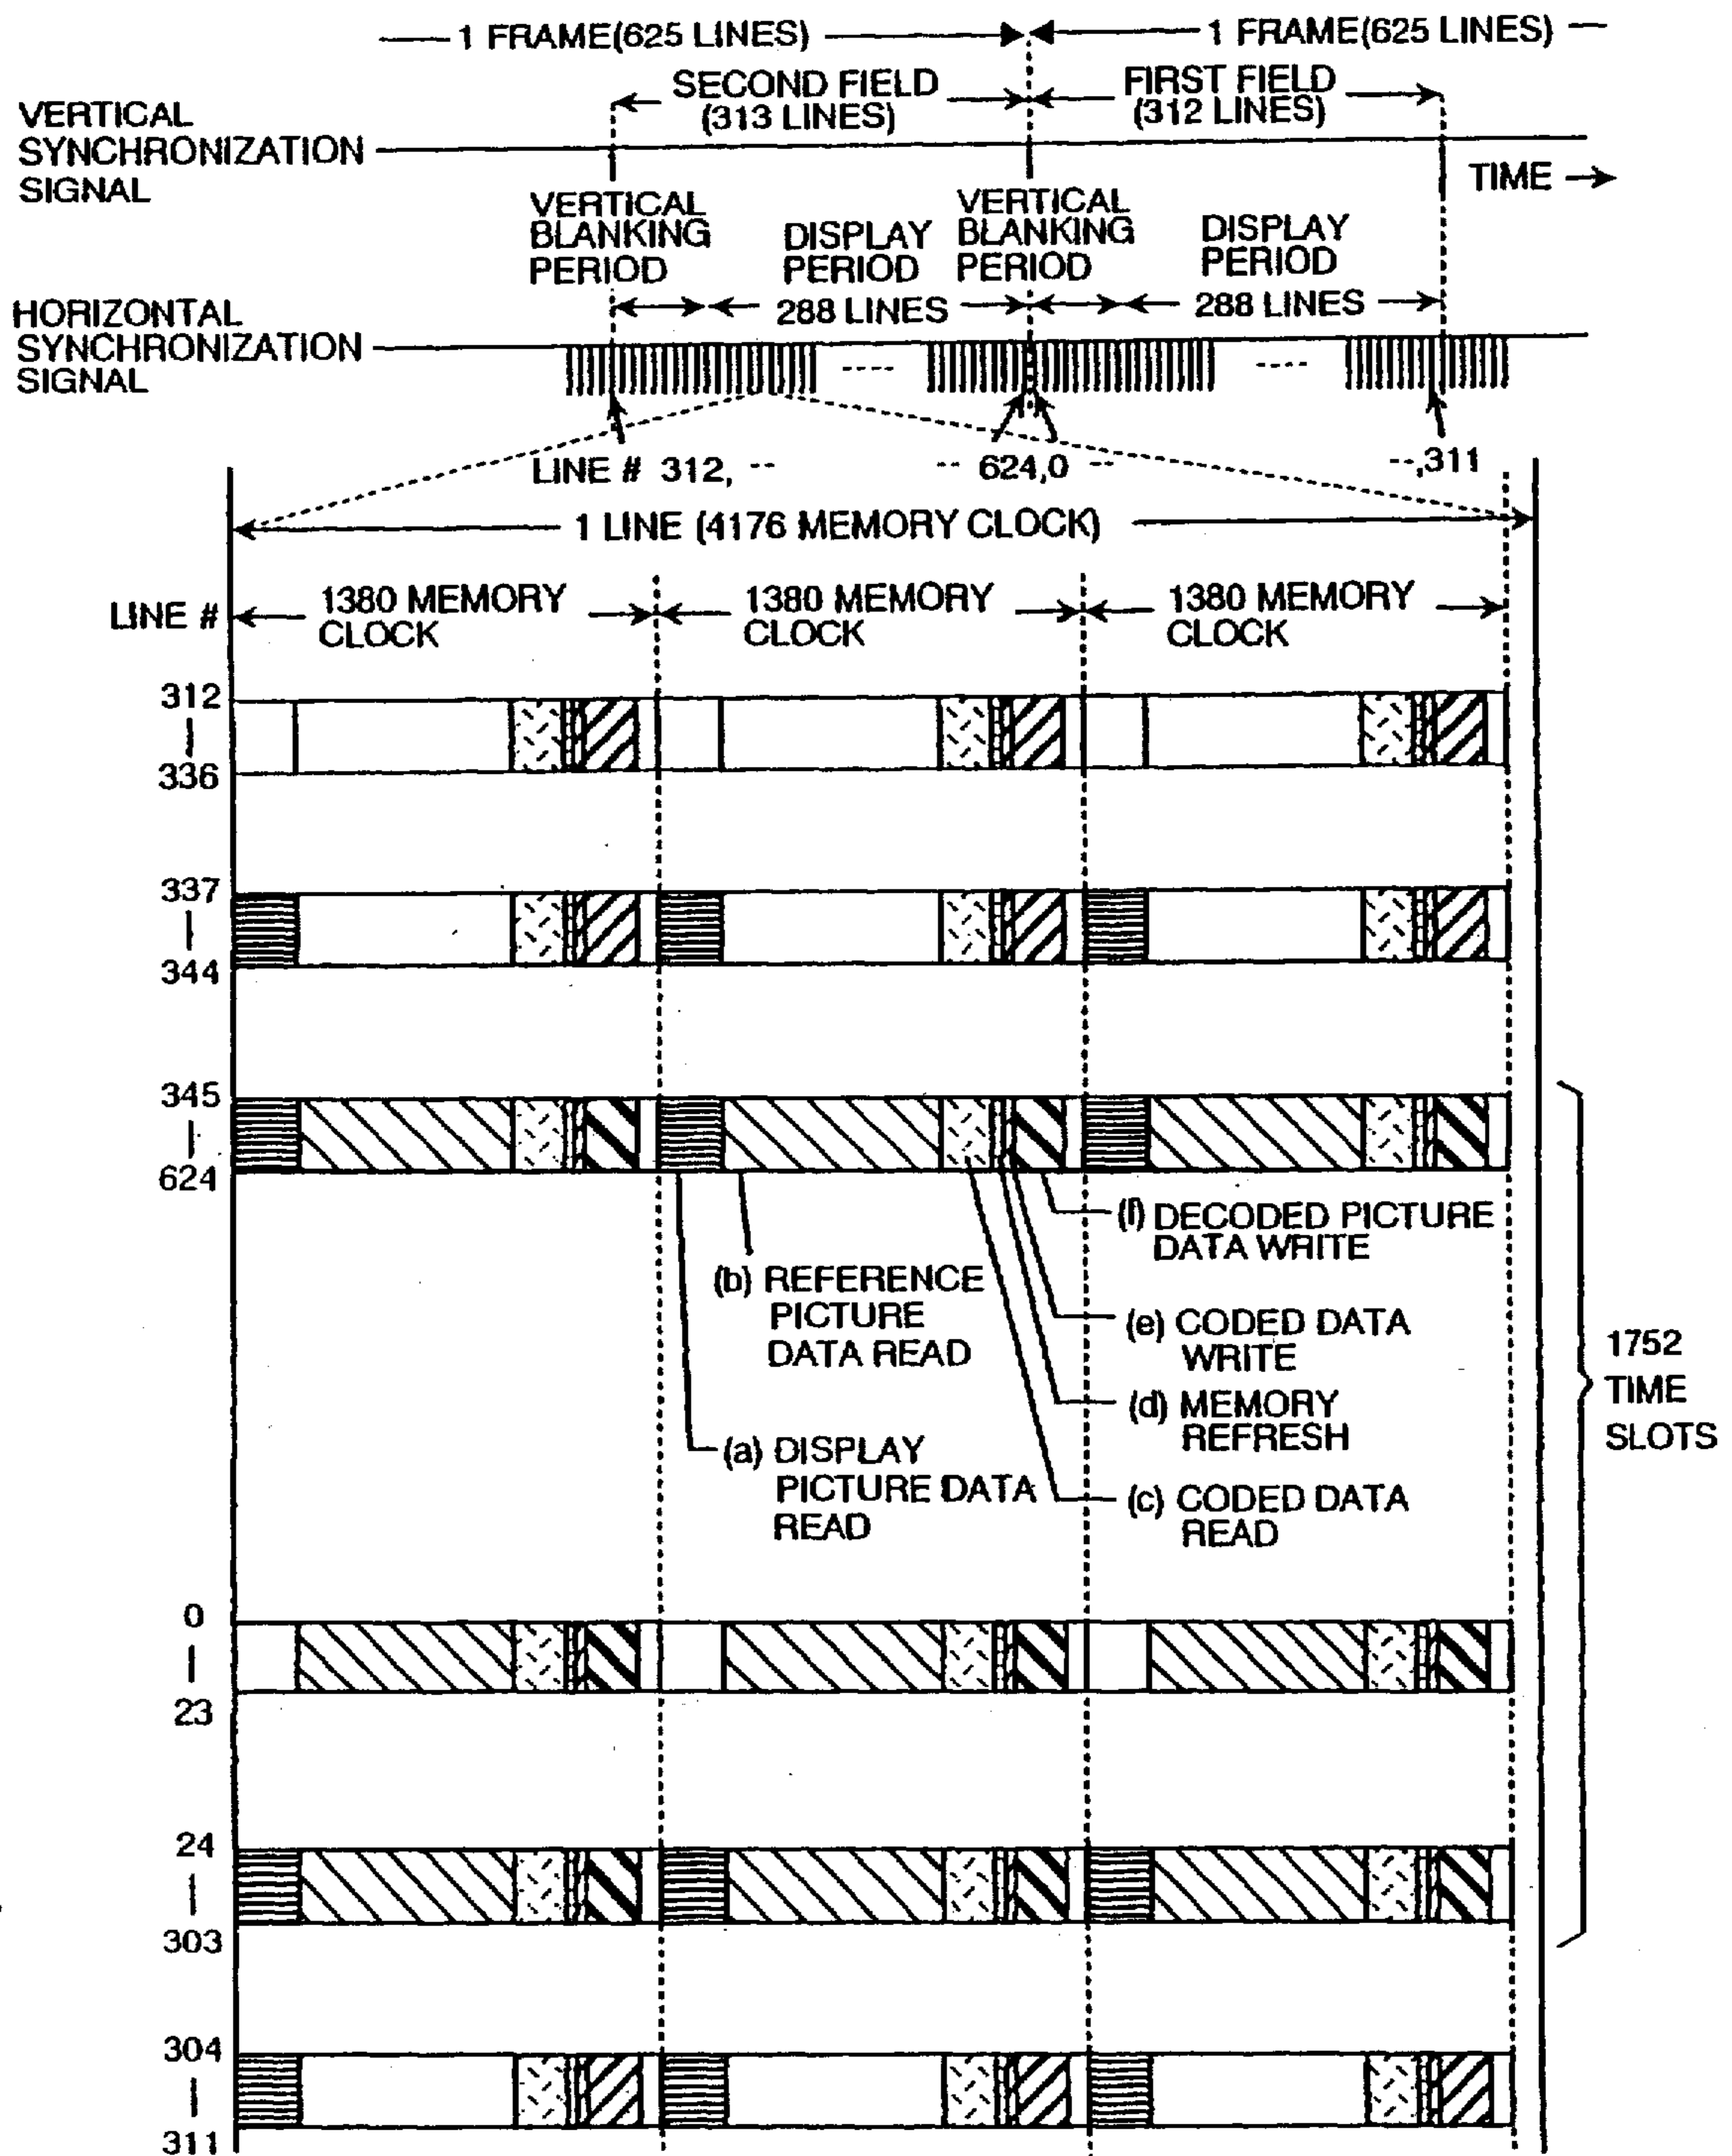 1 FRAME(625 LINES)
1 FRAME(625 LINES)
SECOND FIELD
(313 LINES)
FIRST FIELD
(312 LINES)
VERTICAL
SYNCHRONIZATION
SIGNAL
TIME
VERTICAL
BLANKING
PERIOD
DISPLAY
PERIOD
VERTICAL
BLANKING
PERIOD
DISPLAY
PERIOD
288 LINES
288 LINES
HORIZONTAL
SYNCHRONIZATION
SIGNAL
LINE # 312, --
-- 624,0 --
--,311
1 LINE (4176 MEMORY CLOCK)
LINE #
1380 MEMORY
CLOCK
1380 MEMORY
CLOCK
1380 MEMORY
CLOCK
312
336
337
344
345
624
(f) DECODED PICTURE
DATA WRITE
(b) REFERENCE
PICTURE
DATA READ
(e) CODED DATA
WRITE
(d) MEMORY
REFRESH
(a) DISPLAY
PICTURE DATA
READ
(c) CODED DATA
READ
1752
TIME
SLOTS
0
23
24
303
304
311